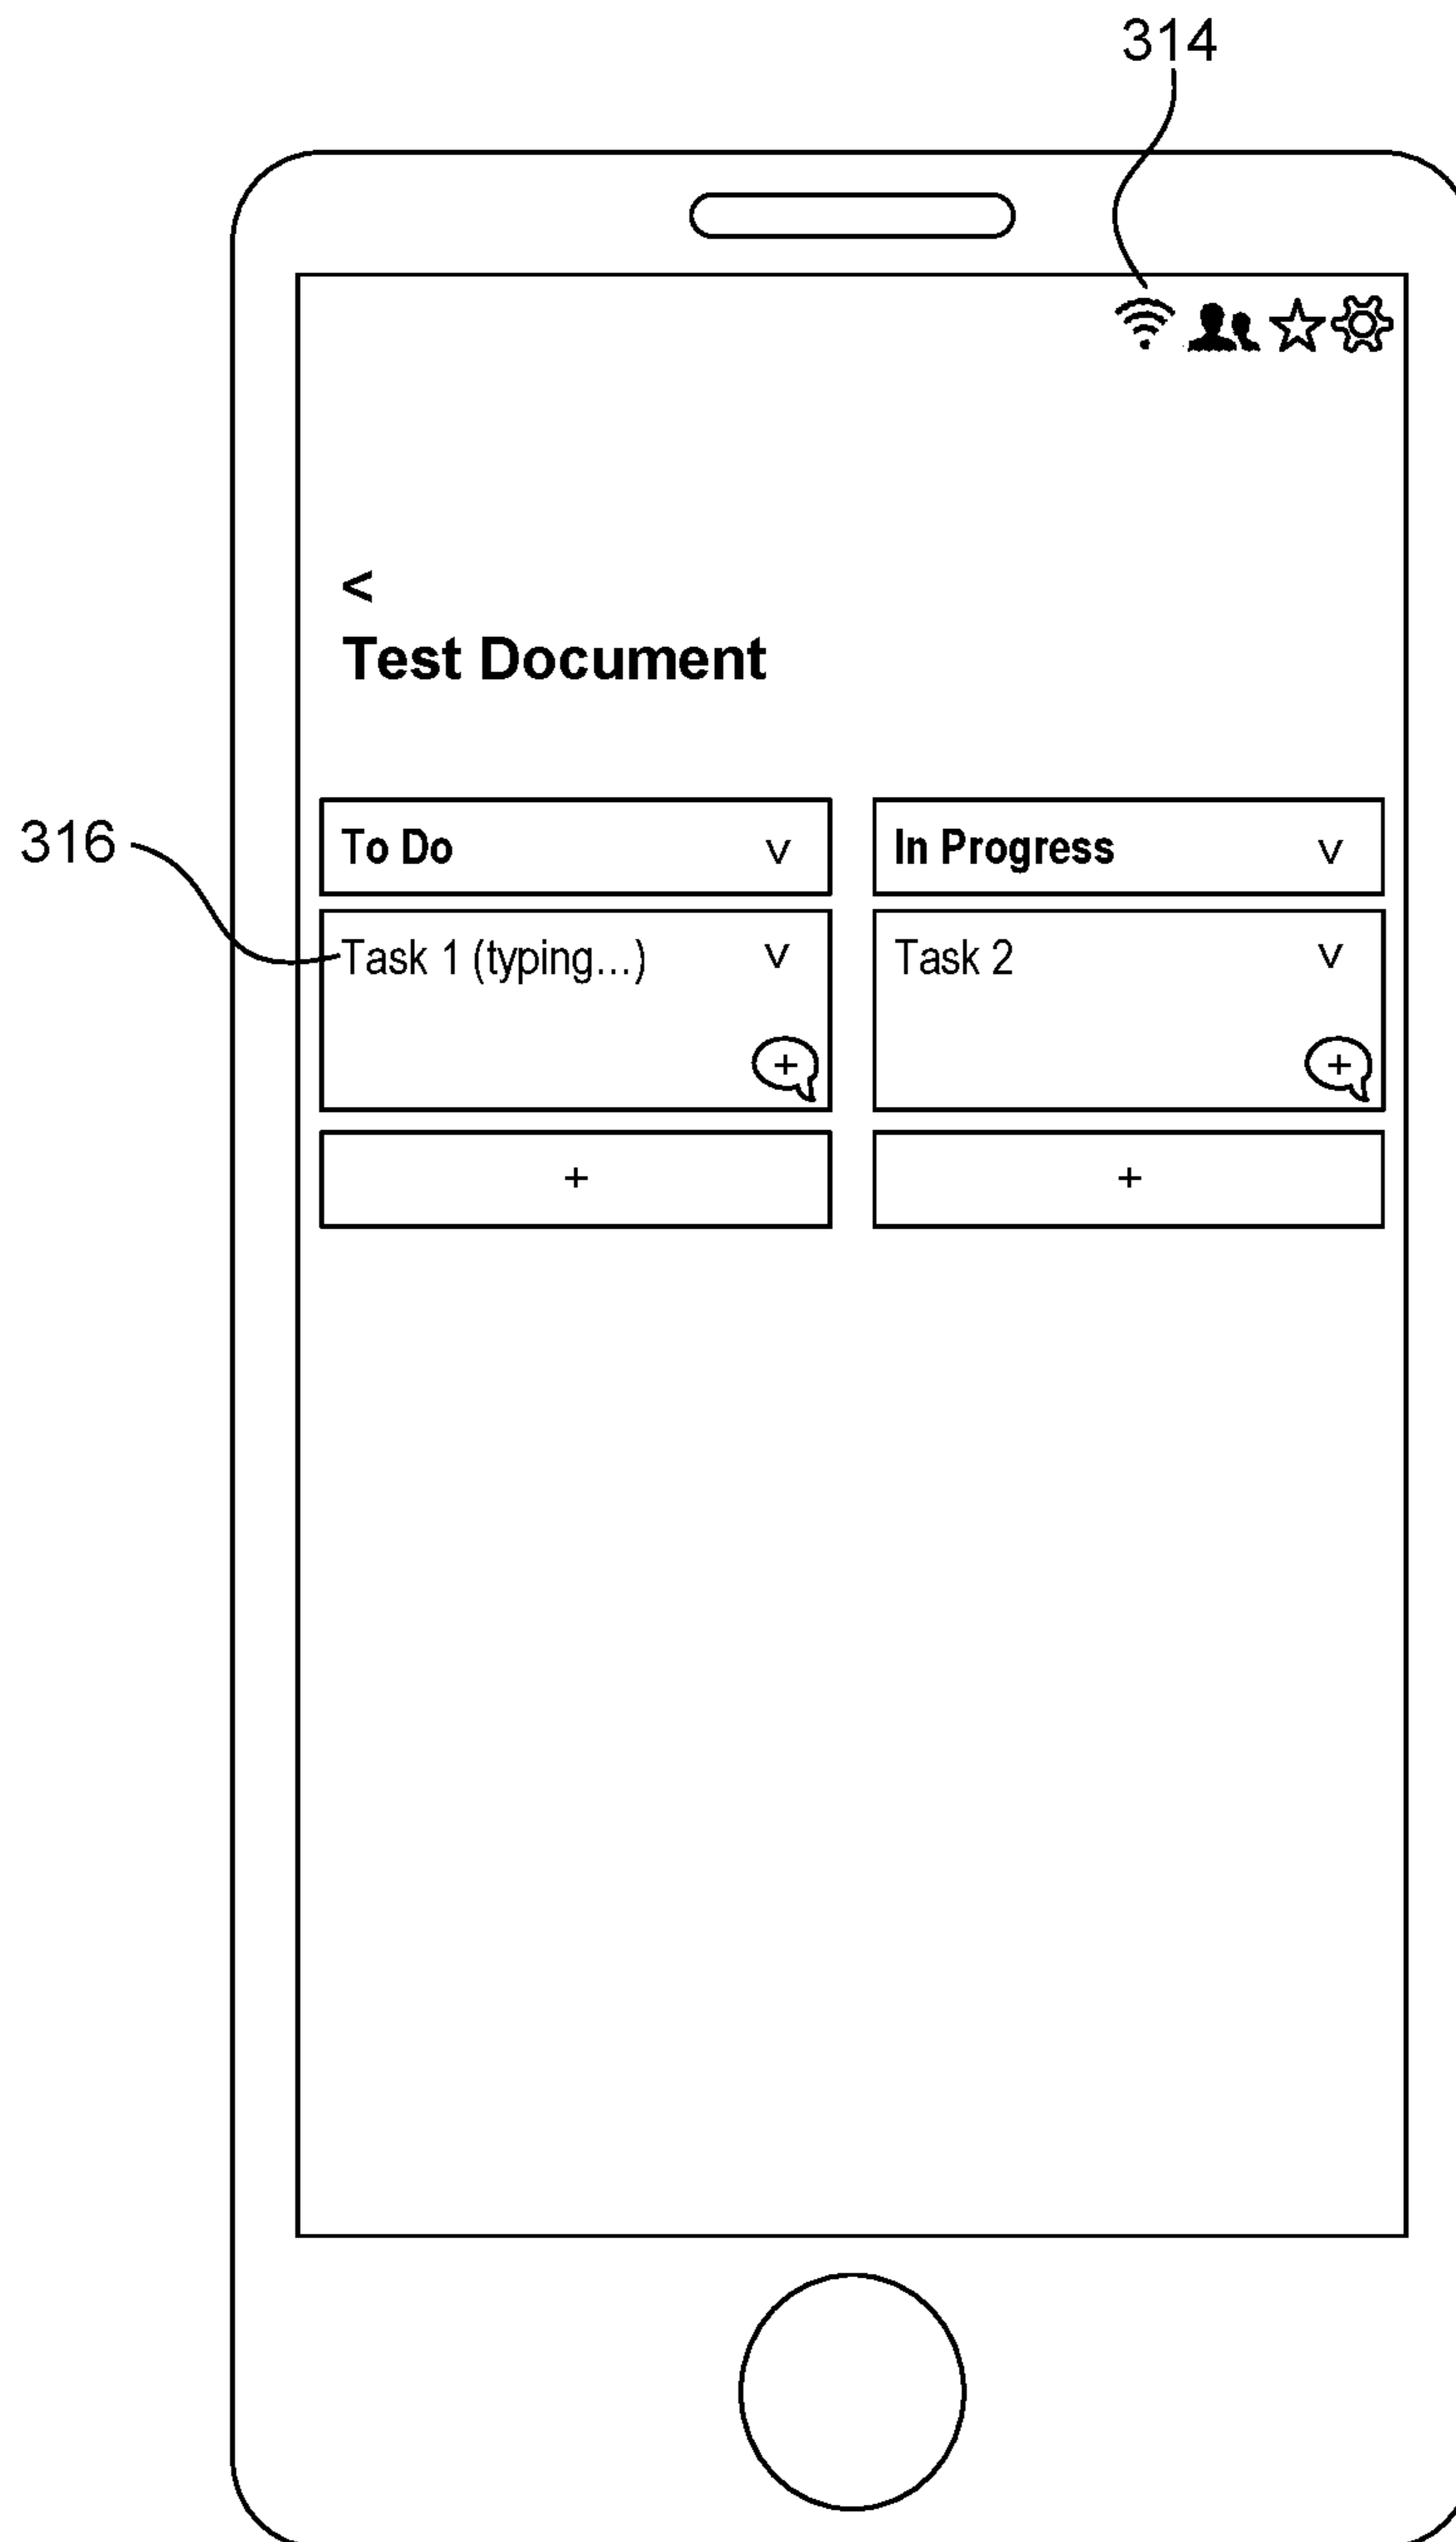 314
<
Test Document
316
To Do v
In Progress v
Task 1 (typing...) v
Task 2 v
+
+
+
+